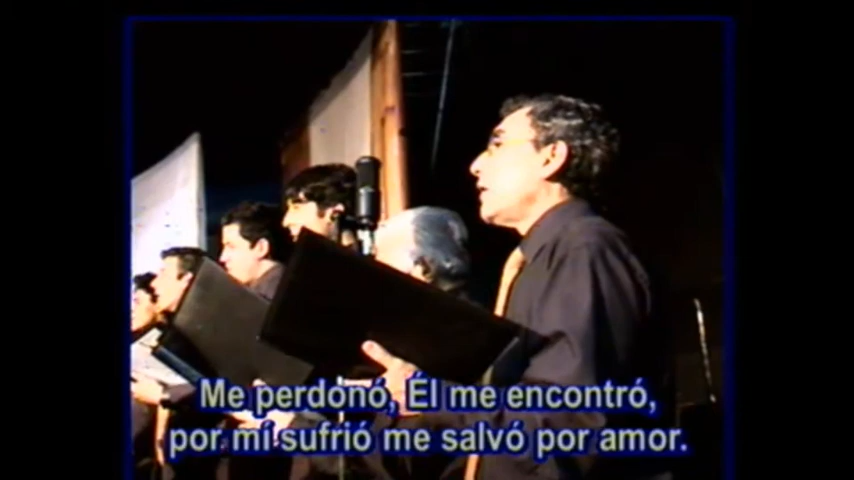 Me perdonó, Él me encontró,
por mí sufrió me salvó por amor.